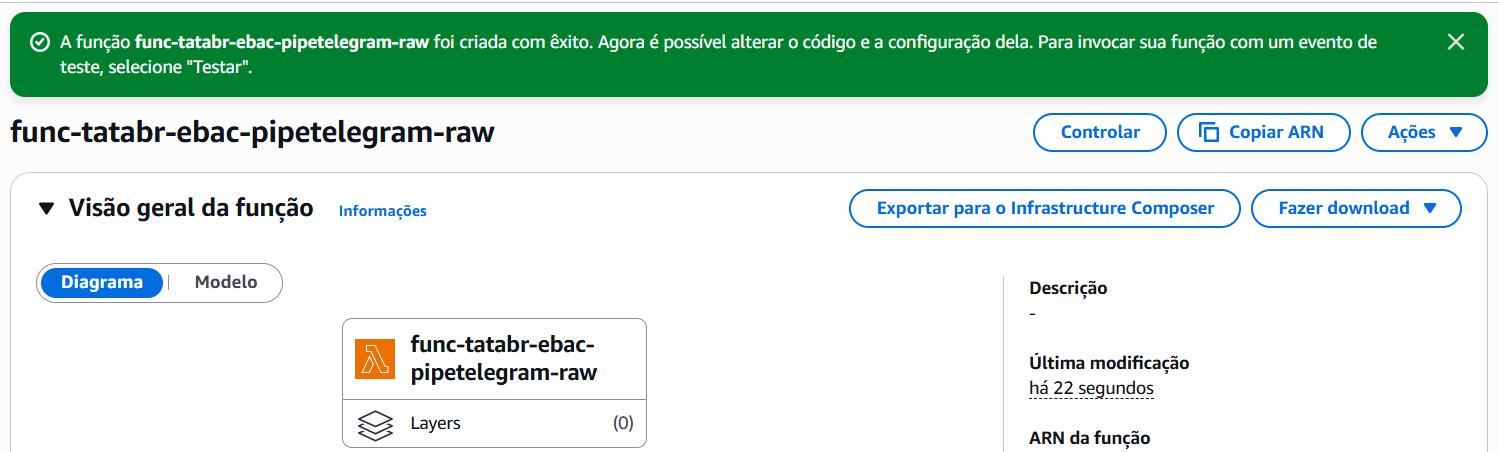 A função func-tatabr-ebac-pipetelegram-raw foi criada com êxito. Agora é possível alterar o código e a configuração dela. Para invocar sua função com um evento de
teste, selecione "Testar".
func-tatabr-ebac-pipetelegram-raw
Controlar
Copiar ARN
Ações
Visão geral da função
Informações
Exportar para o Infrastructure Composer
Fazer download
Diagrama
Modelo
func-tatabr-ebac-
pipetelegram-raw
Layers
(0)
Descrição
-
Última modificação
há 22 segundos
ARN da função